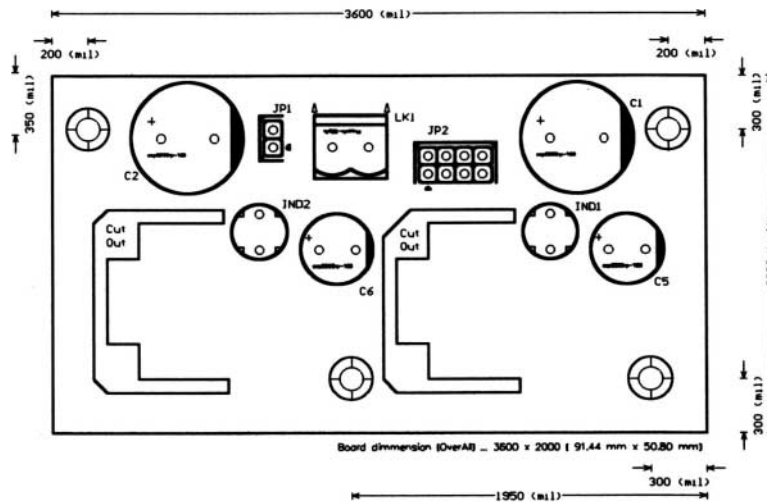 3600 (mil)
200 (mil)
200 (mil)
350 (mil)
300 (mil)
C1
JP1
LK1
JP2
+
+
C2
IND2
IND1
Cut
Out
Cut
Out
+
+
C6
C5
300 (mil)
Board dimmension (OverAll) ... 3600 x 2000 [ 91.44 mm x 50.80 mm]
300 (mil)
1950 (mil)